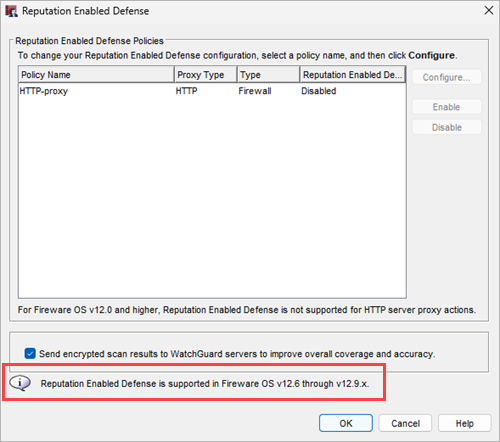 Reputation Enabled Defense
Reputation Enabled Defense Policies
To change your Reputation Enabled Defense configuration, select a policy name, and then click Configure.
Policy Name Proxy Type Type Reputation Enabled De...
HTTP-proxy HTTP Firewall Disabled
Configure...
Enable
Disable
For Fireware OS v12.0 and higher, Reputation Enabled Defense is not supported for HTTP server proxy actions.
Send encrypted scan results to WatchGuard servers to improve overall coverage and accuracy.
Reputation Enabled Defense is supported in Fireware OS v12.6 through v12.9.x.
OK Cancel Help